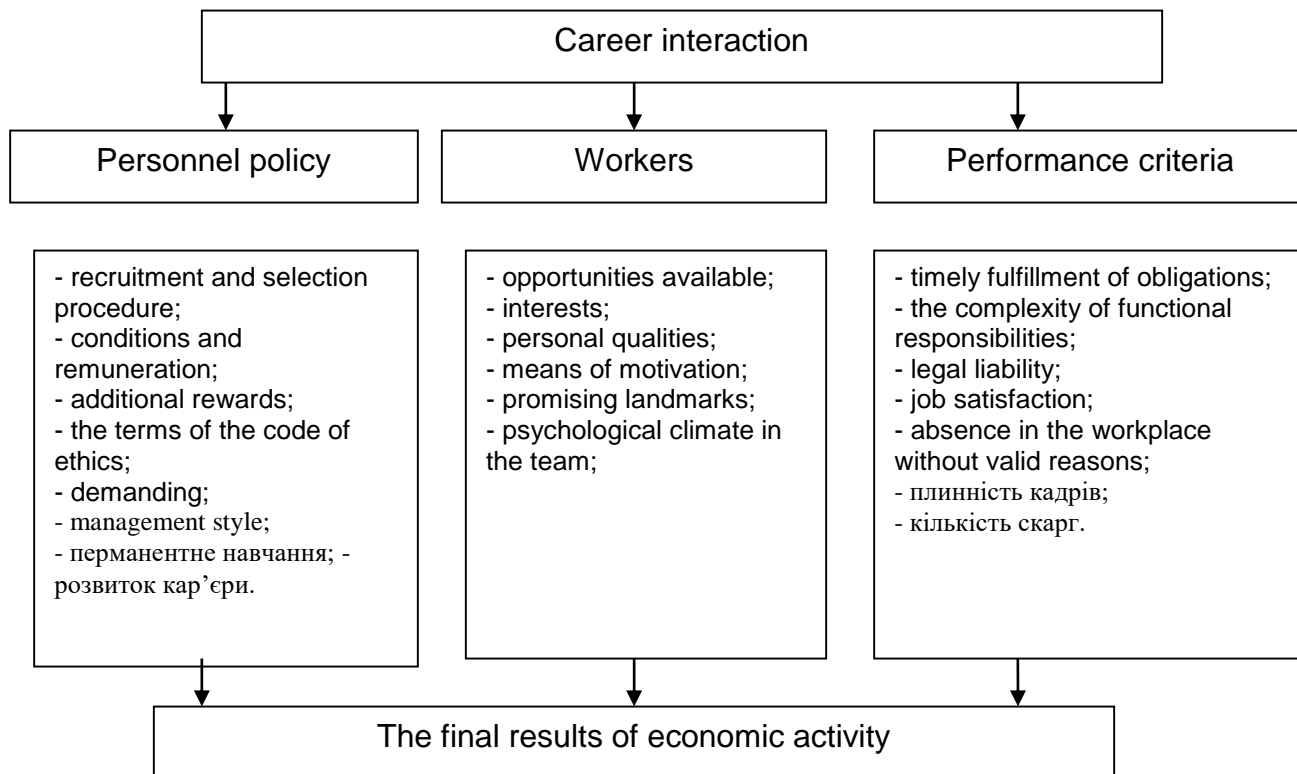 Career interaction
Personnel policy
Workers
Performance criteria
- recruitment and selection
procedure;
- conditions and
remuneration;
- additional rewards;
- the terms of the code of
ethics;
- demanding;
- management style;
- перманентне навчання; -
розвиток кар’єри.
- opportunities available;
- interests;
- personal qualities;
- means of motivation;
- promising landmarks;
- psychological climate in
the team;
- timely fulfillment of obligations;
- the complexity of functional
responsibilities;
- legal liability;
- job satisfaction;
- absence in the workplace
without valid reasons;
- плинність кадрів;
- кількість скарг.
The final results of economic activity